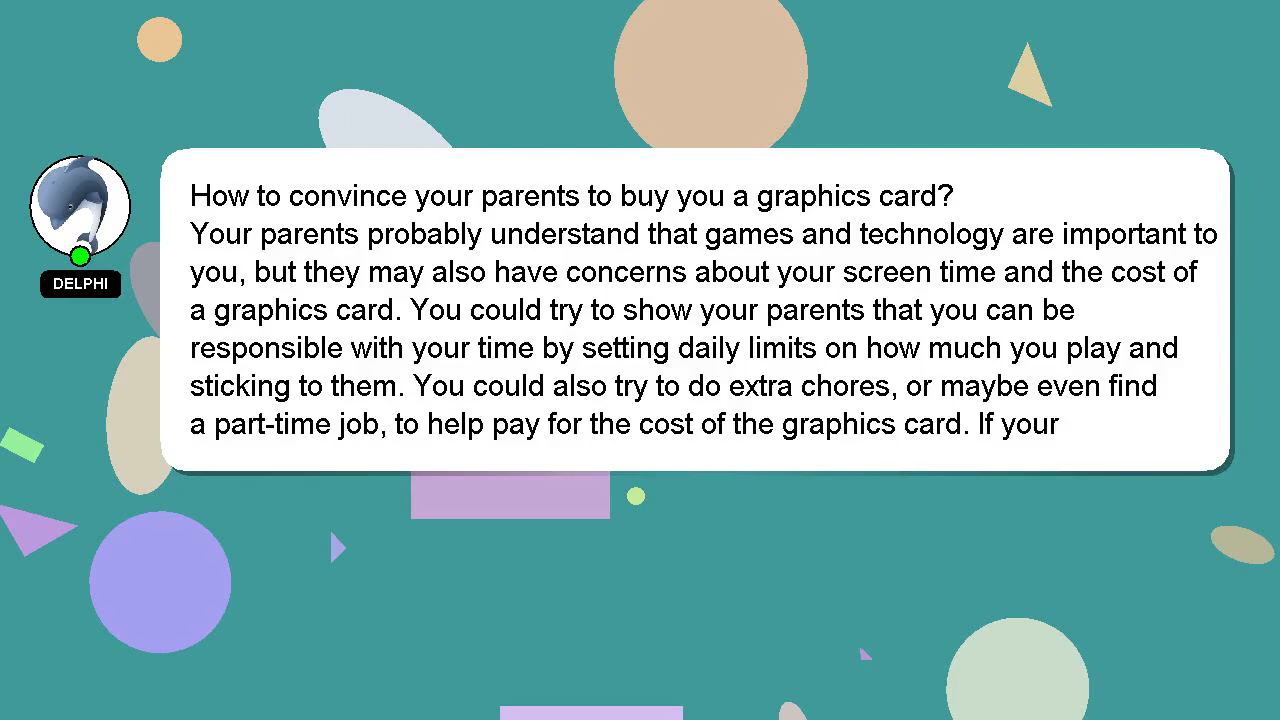 How to convince your parents to buy you a graphics card?
Your parents probably understand that games and technology are important to
you, but they may also have concerns about your screen time and the cost of
a graphics card. You could try to show your parents that you can be
responsible with your time by setting daily limits on how much you play and
sticking to them. You could also try to do extra chores, or maybe even find
a part-time job, to help pay for the cost of the graphics card. If your
DELPHI